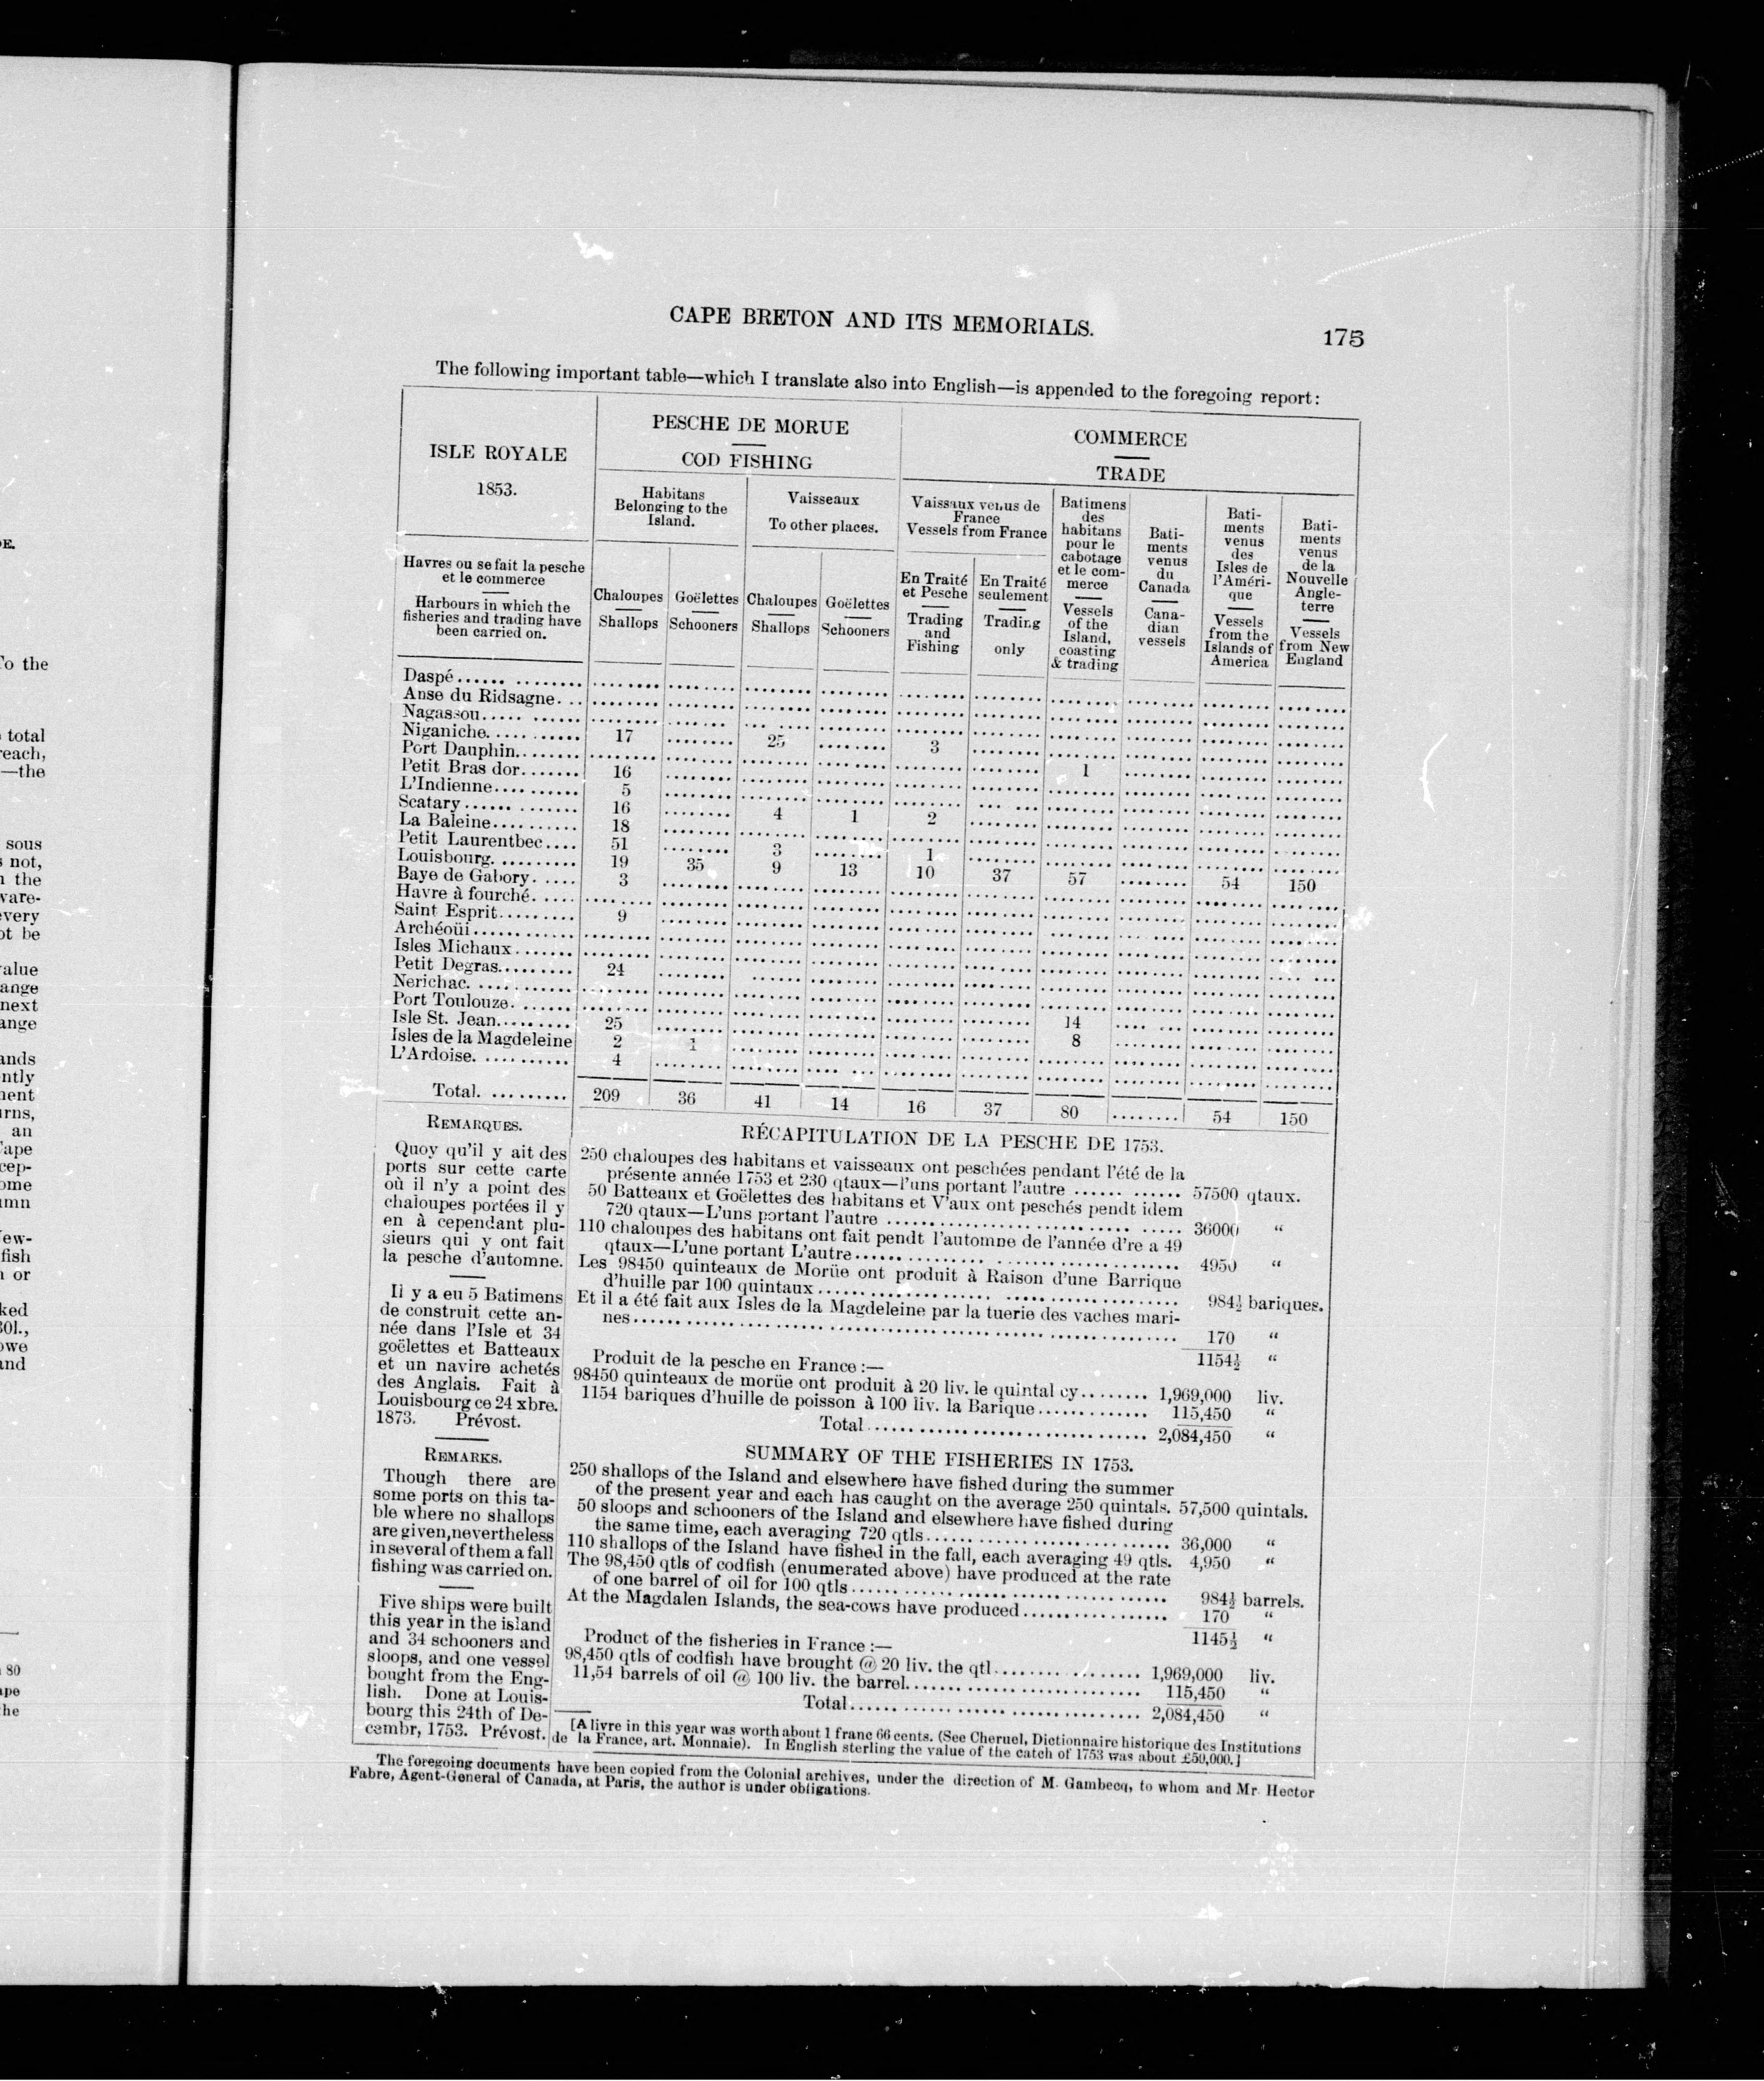 CAPE BRETON AND ITS MEMORIALS.
175
The following important table—which I translate also into English—is appended to the foregoing report:
ISLE ROYALE
1853.
Havres ou se fait la pesche
et le commerce
Harbours in which the
fisheries and trading have
been carried on.
PESCHE DE MORUE
COD FISHING
Habitans
Belonging to the
Island.
Vaisseaux
To other places.
Chaloupes
Shallops
Goëlettes
Schooners
Chaloupes
Shallops
Goëlettes
Schooners
COMMERCE
TRADE
Vaissaux venus de
France
Vessels from France
En Traité
et Pesche
Trading
and
Fishing
En Traité
seulement
Trading
only
Batimens
des
habitans
pour le
cabotage
et le com-
merce
Vessels
of the
Island,
coasting
& trading
Bati-
ments
venus
du
Canada
Cana-
dian
vessels
Bati-
ments
venus
des
Isles de
l'Améri-
que
Vessels
from the
Islands of
America
Bati-
ments
venus
de la
Nouvelle
Angle-
terre
Vessels
from New
England
Daspé
Anse du Ridsagne
Nagassou
Niganiche 17 25 3
Port Dauphin
Petit Bras dor 16 1
L'Indienne 5
Scatary 16 4 1 2
La Baleine 18
Petit Laurentbec 51 3 1
Louisbourg 19 35 9 13 10 37 57 54 150
Baye de Gabory 3
Havre à fourché
Saint Esprit 9
Archéoüi
Isles Michaux
Petit Degras 24
Nerichac
Port Toulouze
Isle St. Jean 25 14
Isles de la Magdeleine 2 1 8
L'Ardoise 4
Total 209 36 41 14 16 37 80 54 150
REMARQUES.
Quoy qu'il y ait des
ports sur cette carte
où il n'y a point des
chaloupes portées il y
en à cependant plu-
sieurs qui y ont fait
la pesche d'automne.
Il y a eu 5 Batimens
de construit cette an-
née dans l'Isle et 34
goëlettes et Batteaux
et un navire achetés
des Anglais. Fait à
Louisbourg ce 24 xbre.
1873. Prévost.
RÉCAPITULATION DE LA PESCHE DE 1753.
250 chaloupes des habitans et vaisseaux ont peschées pendant l'été de la
présente année 1753 et 230 qtaux—l'uns portant l'autre 57500 qtaux.
50 Batteaux et Goëlettes des habitans et V'aux ont peschés pendt idem
720 qtaux—L'uns portant l'autre 36000 "
110 chaloupes des habitans ont fait pendt l'automne de l'année d're a 49
qtaux—L'une portant L'autre 4950 "
Les 98450 quinteaux de Morüe ont produit à Raison d'une Barrique
d'huille par 100 quintaux 984½ bariques.
Et il a été fait aux Isles de la Magdeleine par la tuerie des vaches mari-
nes 170 "
1154½ "
Produit de la pesche en France :—
98450 quinteaux de morüe ont produit à 20 liv. le quintal cy 1,969,000 liv.
1154 bariques d'huille de poisson à 100 liv. la Barique 115,450 "
Total 2,084,450 "
REMARKS.
Though there are
some ports on this ta-
ble where no shallops
are given, nevertheless
in several of them a fall
fishing was carried on.
Five ships were built
this year in the island
and 34 schooners and
sloops, and one vessel
bought from the Eng-
lish. Done at Louis-
bourg this 24th of De-
cembr, 1753. Prévost.
SUMMARY OF THE FISHERIES IN 1753.
250 shallops of the Island and elsewhere have fished during the summer
of the present year and each has caught on the average 250 quintals. 57,500 quintals.
50 sloops and schooners of the Island and elsewhere have fished during
the same time, each averaging 720 qtls 36,000 "
110 shallops of the Island have fished in the fall, each averaging 49 qtls. 4,950 "
The 98,450 qtls of codfish (enumerated above) have produced at the rate
of one barrel of oil for 100 qtls 984½ barrels.
At the Magdalen Islands, the sea-cows have produced 170 "
1145½ "
Product of the fisheries in France :—
98,450 qtls of codfish have brought @ 20 liv. the qtl 1,969,000 liv.
11,54 barrels of oil @ 100 liv. the barrel 115,450 "
Total 2,084,450 "
[A livre in this year was worth about 1 franc 66 cents. (See Cheruel, Dictionnaire historique des Institutions
de la France, art. Monnaie). In English sterling the value of the catch of 1753 was about £50,000.]
The foregoing documents have been copied from the Colonial archives, under the direction of M. Gambecq, to whom and Mr. Hector
Fabre, Agent-General of Canada, at Paris, the author is under obligations.